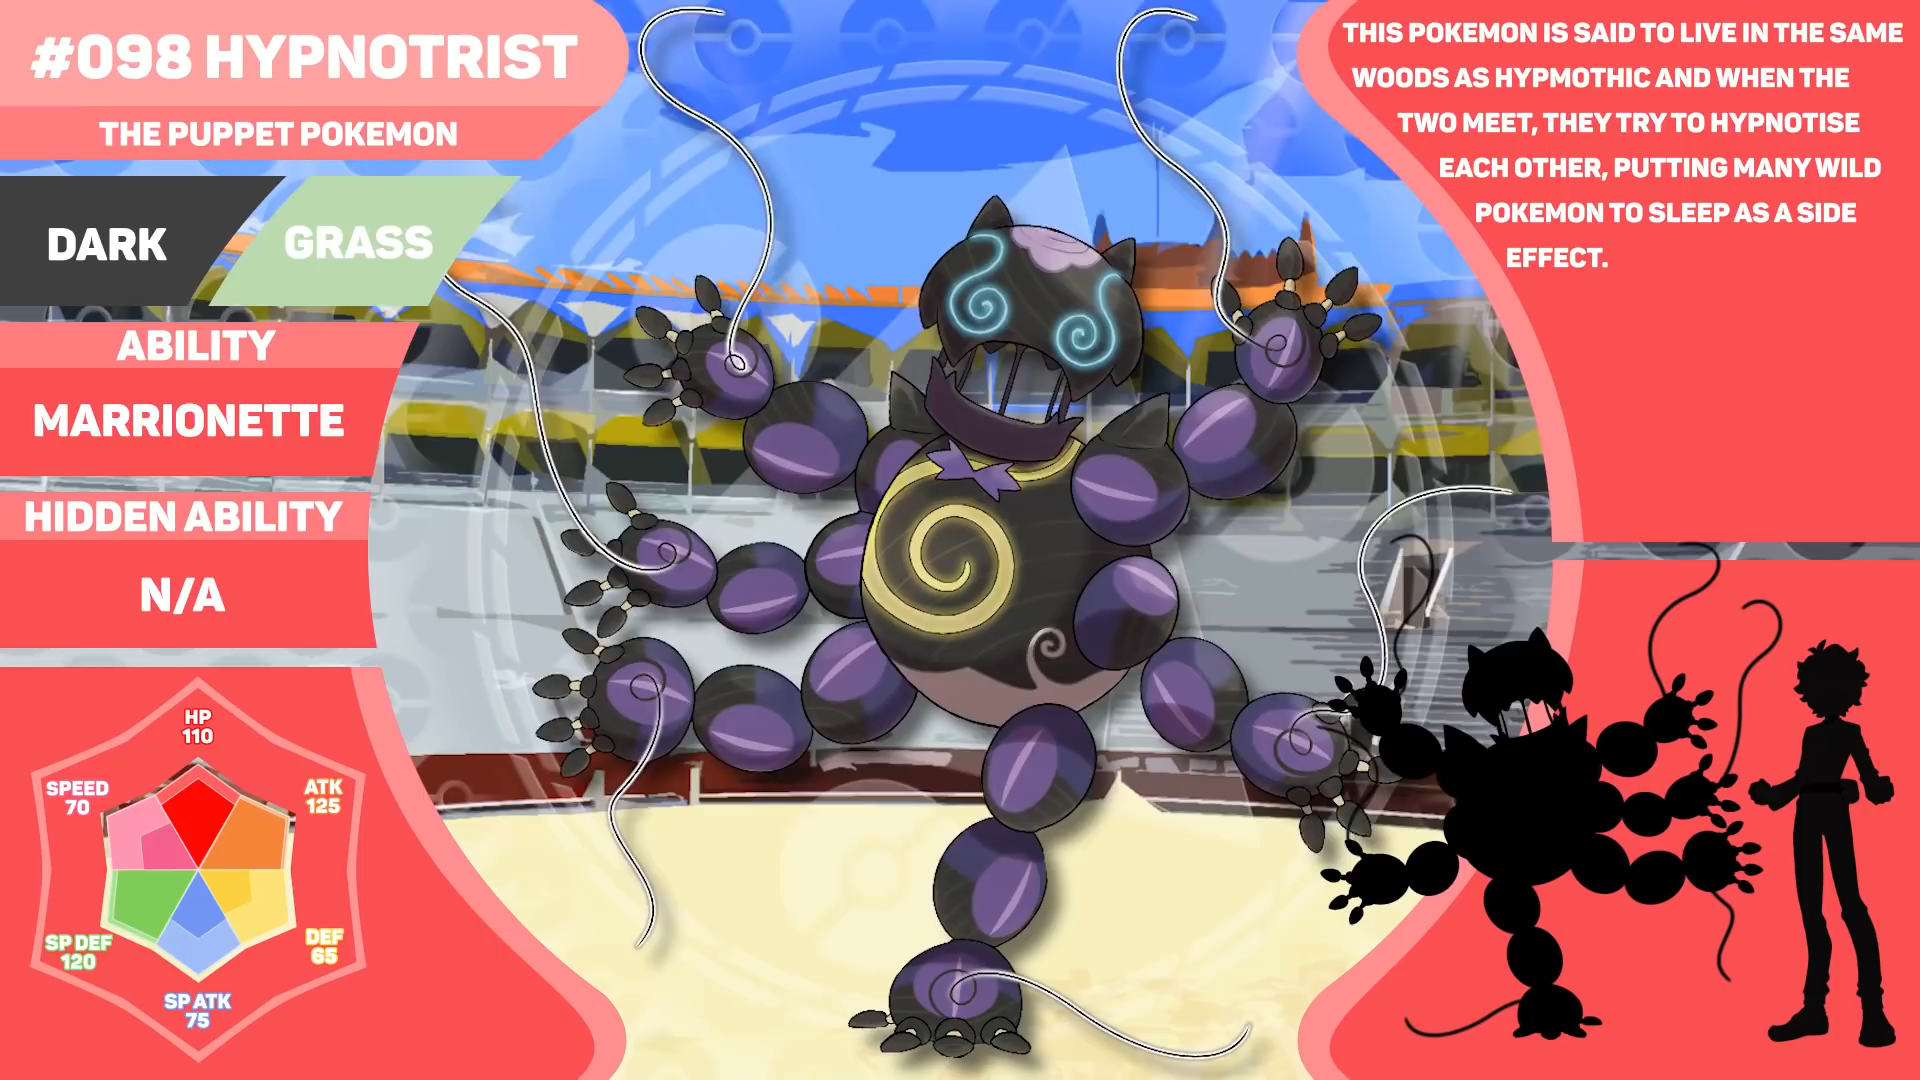 #098 HYPNOTRIST
THE PUPPET POKEMON
DARK
GRASS
ABILITY
MARRIONETTE
HIDDEN ABILITY
N/A
HP
110
SPEED
70
ATK
125
SP DEF
120
DEF
65
SP ATK
75
THIS POKEMON IS SAID TO LIVE IN THE SAME
WOODS AS HYPMOTHIC AND WHEN THE
TWO MEET, THEY TRY TO HYPNOTISE
EACH OTHER, PUTTING MANY WILD
POKEMON TO SLEEP AS A SIDE
EFFECT.